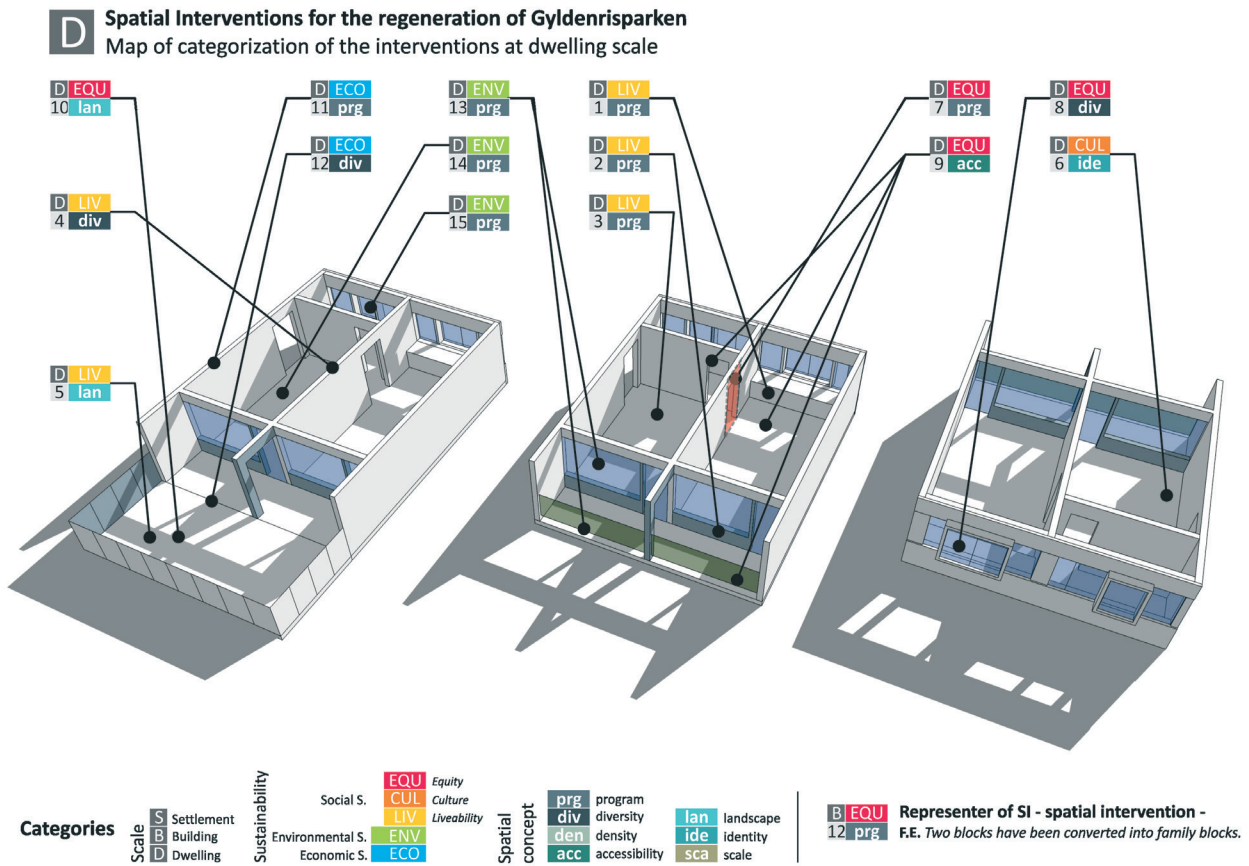 D
Spatial Interventions for the regeneration of Gyldenrisparken
Map of categorization of the interventions at dwelling scale
D EQU
10 lan
D ECO
11 prg
D ENV
13 prg
D LIV
1 prg
D EQU
7 prg
D EQU
8 div
D ECO
12 div
D ENV
14 prg
D LIV
2 prg
D EQU
9 acc
D CUL
6 ide
D LIV
4 div
D ENV
15 prg
D LIV
3 prg
D LIV
5 lan
Categories
Scale
S Settlement
B Building
D Dwelling
Sustainability
Social S.
EQU Equity
CUL Culture
LIV Liveability
Environmental S. ENV
Economic S. ECO
Spatial concept
prg program
div diversity
den density
acc accessibility
lan landscape
ide identity
sca scale
B EQU
12 prg
Representer of SI - spatial intervention -
F.E. Two blocks have been converted into family blocks.